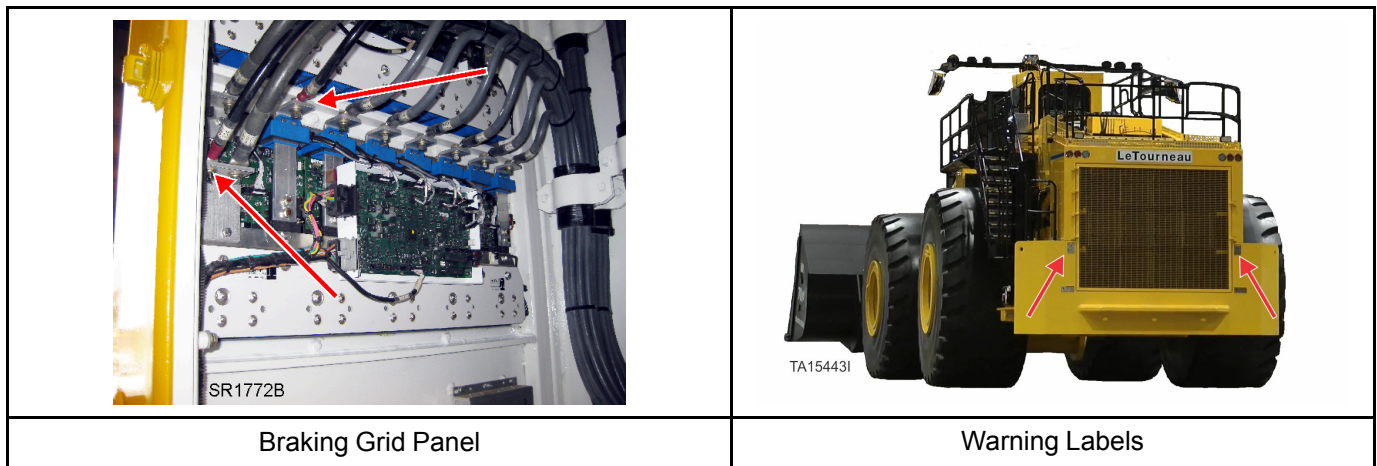 SR1772B
LeTourneau
TA15443I
Braking Grid Panel
Warning Labels